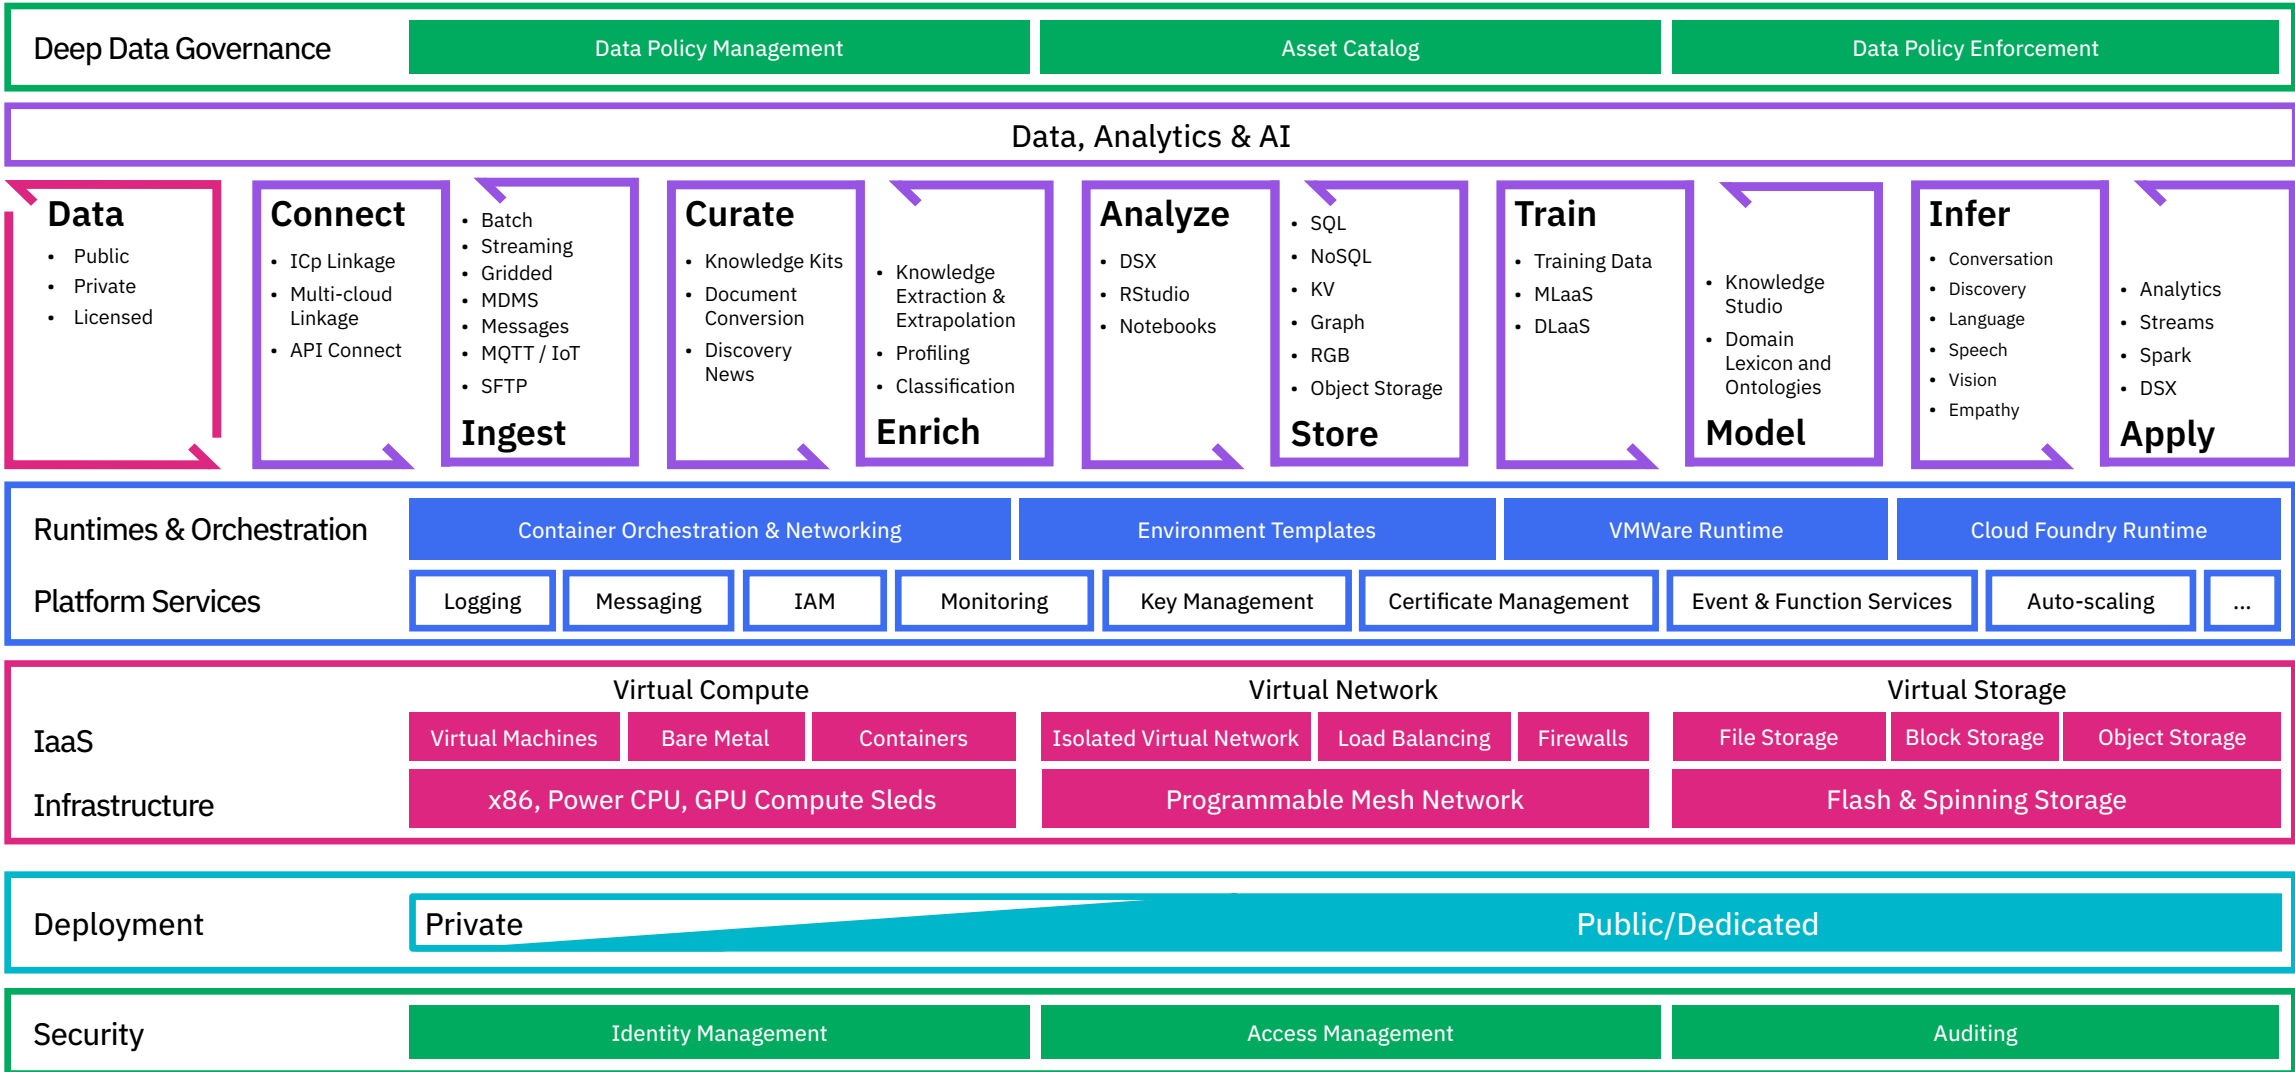 Deep Data Governance
Data Policy Management
Asset Catalog
Data Policy Enforcement
Data, Analytics & AI
Data
• Public
• Private
• Licensed
Connect
• ICp Linkage
• Multi-cloud
Linkage
• API Connect
• Batch
• Streaming
• Gridded
• MDMS
• Messages
• MQTT / IoT
• SFTP
Ingest
Curate
• Knowledge Kits
• Document
Conversion
• Discovery
News
• Knowledge
Extraction &
Extrapolation
• Profiling
• Classification
Enrich
Analyze
• DSX
• RStudio
• Notebooks
• SQL
• NoSQL
• KV
• Graph
• RGB
• Object Storage
Store
Train
• Training Data
• MLaaS
• DLaaS
• Knowledge
Studio
• Domain
Lexicon and
Ontologies
Model
Infer
• Conversation
• Discovery
• Language
• Speech
• Vision
• Empathy
• Analytics
• Streams
• Spark
• DSX
Apply
Runtimes & Orchestration
Container Orchestration & Networking
Environment Templates
VMWare Runtime
Cloud Foundry Runtime
Platform Services
Logging
Messaging
IAM
Monitoring
Key Management
Certificate Management
Event & Function Services
Auto-scaling
...
Virtual Compute
Virtual Network
Virtual Storage
IaaS
Virtual Machines
Bare Metal
Containers
Isolated Virtual Network
Load Balancing
Firewalls
File Storage
Block Storage
Object Storage
Infrastructure
x86, Power CPU, GPU Compute Sleds
Programmable Mesh Network
Flash & Spinning Storage
Deployment
Private
Public/Dedicated
Security
Identity Management
Access Management
Auditing